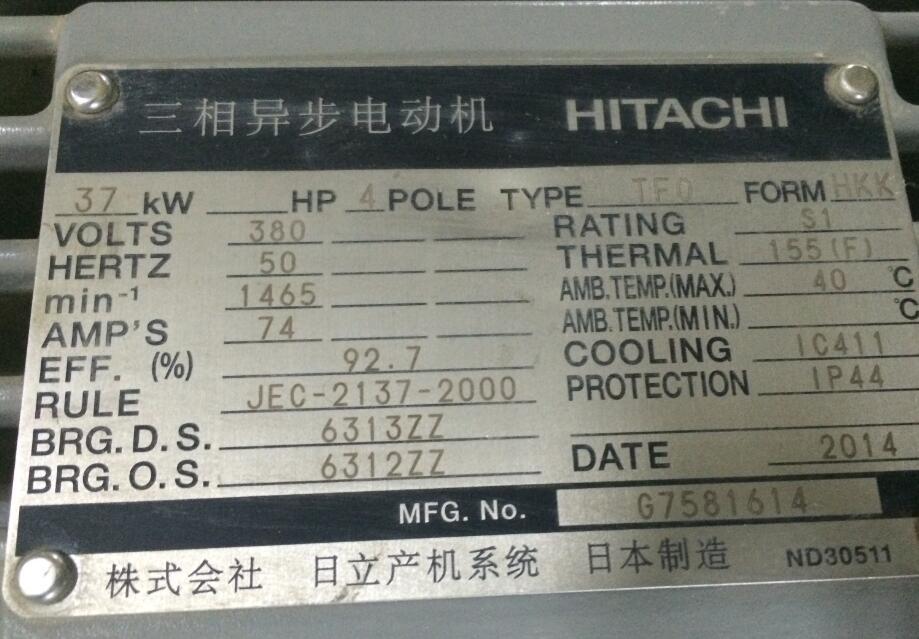 三相异步电动机 HITACHI
37 kW HP 4 POLE TYPE TFO FORM HKK
VOLTS 380 RATING S1
HERTZ 50 THERMAL 155(F)
min-1 1465 AMB.TEMP.(MAX.) 40 °C
AMP'S 74 AMB.TEMP.(MIN.) °C
EFF. (%) 92.7 COOLING IC411
RULE JEC-2137-2000 PROTECTION IP44
BRG.D.S. 6313ZZ
BRG.O.S. 6312ZZ DATE 2014
MFG. No. G7581614
株式会社 日立产机系统 日本制造 ND30511